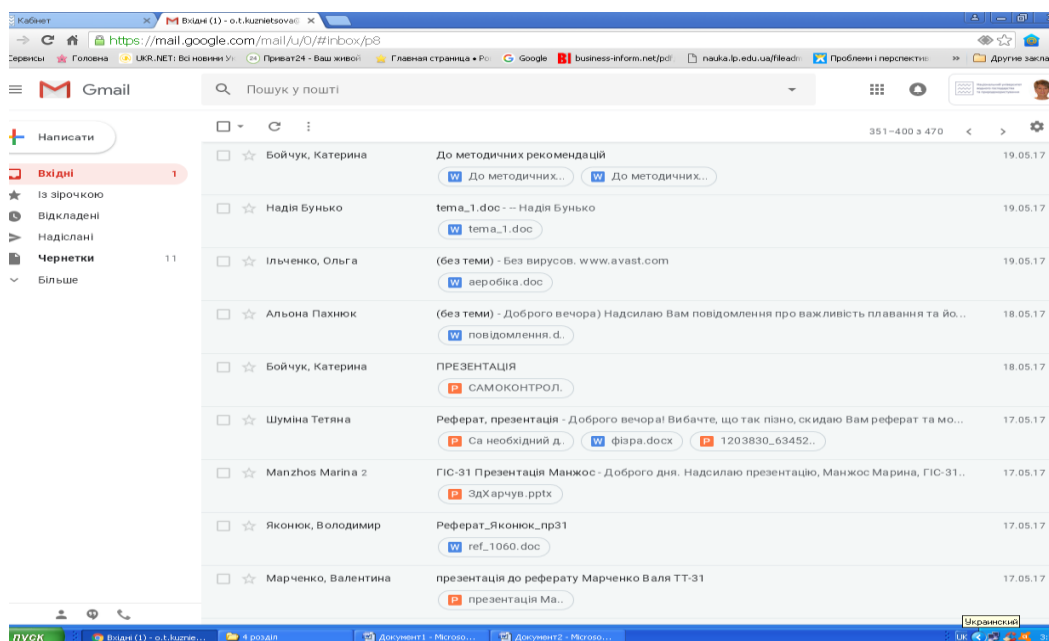 Кабінет
Вхідні (1) - o.t.kuznietsova@
https://mail.google.com/mail/u/0/#inbox/p8
Сервисы
Головна
UKR.NET: Всі новини Ук
Приват24 - Ваш живой
Главная страница • Ро
Google
business-inform.net/pdf
nauka.lp.edu.ua/fileadm
Проблеми і перспектив
»
Другие закла
Gmail
Пошук у пошті
Написати
351–400 з 470
Вхідні 1
Із зірочкою
Відкладені
Надіслані
Чернетки 11
Більше
Бойчук, Катерина До методичних рекомендацій 19.05.17
До методичних... До методичних...
Надія Бунько tema_1.doc - -- Надія Бунько 19.05.17
tema_1.doc
Ільченко, Ольга (без теми) - Без вирусов. www.avast.com 19.05.17
аеробіка.doc
Альона Пахнюк (без теми) - Доброго вечора) Надсилаю Вам повідомлення про важливість плавання та йо... 18.05.17
повідомлення.d..
Бойчук, Катерина ПРЕЗЕНТАЦІЯ 18.05.17
САМОКОНТРОЛ.
Шуміна Тетяна Реферат, презентація - Доброго вечора! Вибачте, що так пізно, скидаю Вам реферат та мо... 17.05.17
Са необхідний д.. фізра.docx 1203830_63452..
Manzhos Marina 2 ГІС-31 Презентація Манжос - Доброго дня. Надсилаю презентацію, Манжос Марина, ГІС-31.. 17.05.17
ЗдХарчув.pptx
Яконюк, Володимир Реферат_Яконюк_пр31 17.05.17
ref_1060.doc
Марченко, Валентина презентація до реферату Марченко Валя ТТ-31 17.05.17
презентація Ма..
Украинский
пуск
Вхідні (1) - o.t.kuznie...
4 розділ
Документ1 - Microso...
Документ2 - Microso...
UK